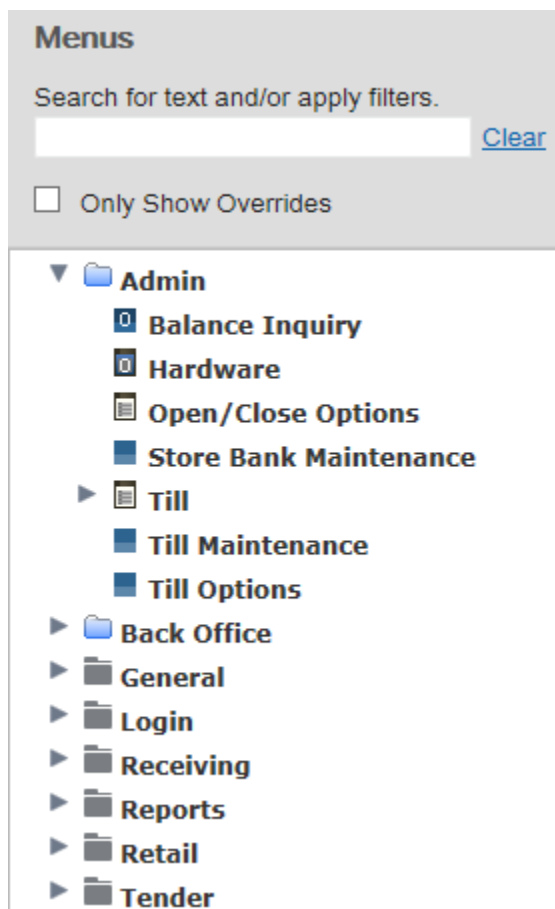 Menus
Search for text and/or apply filters.
Clear
Only Show Overrides
Admin
Balance Inquiry
Hardware
Open/Close Options
Store Bank Maintenance
Till
Till Maintenance
Till Options
Back Office
General
Login
Receiving
Reports
Retail
Tender